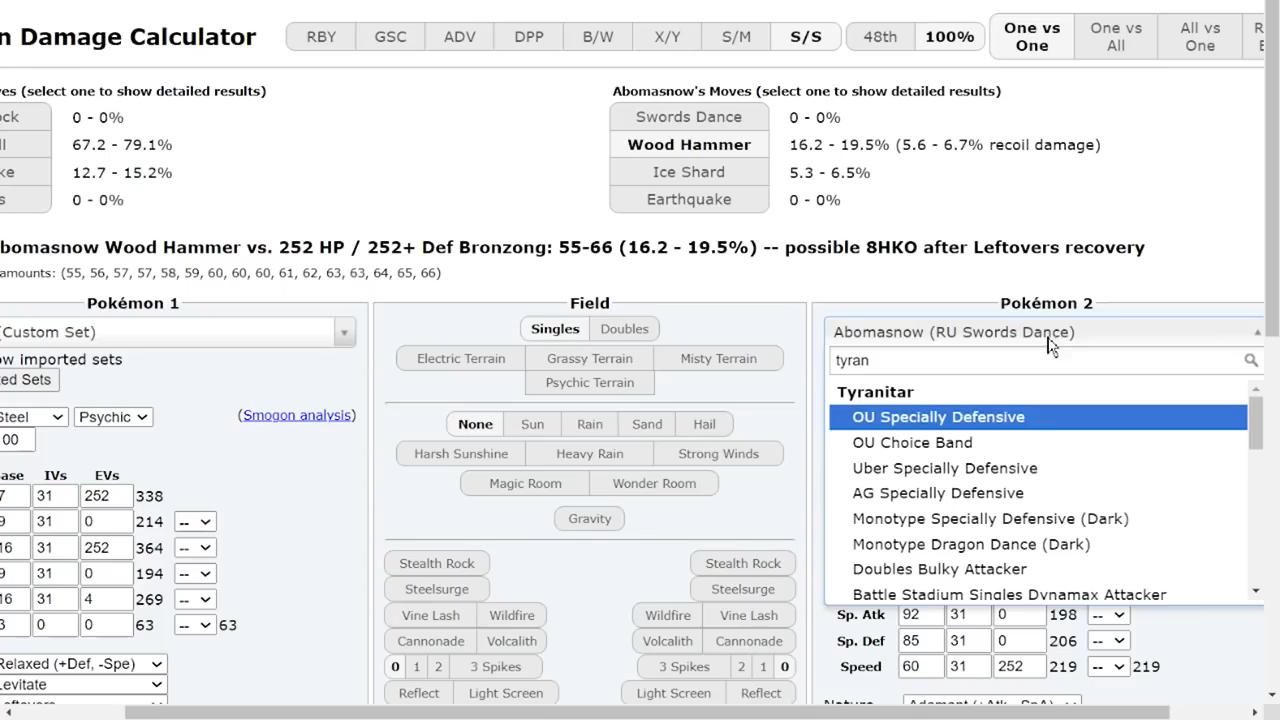 n Damage Calculator RBY GSC ADV DPP B/W X/Y S/M S/S 48th 100% One vs One One vs All All vs One
ves (select one to show detailed results)
ock 0 - 0%
ll 67.2 - 79.1%
ke 12.7 - 15.2%
s 0 - 0%
Abomasnow's Moves (select one to show detailed results)
Swords Dance 0 - 0%
Wood Hammer 16.2 - 19.5% (5.6 - 6.7% recoil damage)
Ice Shard 5.3 - 6.5%
Earthquake 0 - 0%
bomasnow Wood Hammer vs. 252 HP / 252+ Def Bronzong: 55-66 (16.2 - 19.5%) -- possible 8HKO after Leftovers recovery
amounts: (55, 56, 57, 57, 58, 59, 60, 60, 60, 61, 62, 63, 63, 64, 65, 66)
Pokémon 1
(Custom Set)
ow imported sets
ted Sets
Steel Psychic (Smogon analysis)
00
ase IVs EVs
7 31 252 338
9 31 0 214 --
16 31 252 364 --
9 31 0 194 --
16 31 4 269 --
3 0 0 63 -- 63
Relaxed (+Def, -Spe)
Levitate
Leftovers
Field
Singles Doubles
Electric Terrain Grassy Terrain Misty Terrain
Psychic Terrain
None Sun Rain Sand Hail
Harsh Sunshine Heavy Rain Strong Winds
Magic Room Wonder Room
Gravity
Stealth Rock Stealth Rock
Steelsurge Steelsurge
Vine Lash Wildfire Wildfire Vine Lash
Cannonade Volcalith Volcalith Cannonade
0 1 2 3 Spikes 3 Spikes 2 1 0
Reflect Light Screen Light Screen Reflect
Pokémon 2
Abomasnow (RU Swords Dance)
tyran
Tyranitar
OU Specially Defensive
OU Choice Band
Uber Specially Defensive
AG Specially Defensive
Monotype Specially Defensive (Dark)
Monotype Dragon Dance (Dark)
Doubles Bulky Attacker
Battle Stadium Singles Dynamax Attacker
Sp. Atk 92 31 0 198 --
Sp. Def 85 31 0 206 --
Speed 60 31 252 219 -- 219
Nature Adamant (+Atk, -SpA)